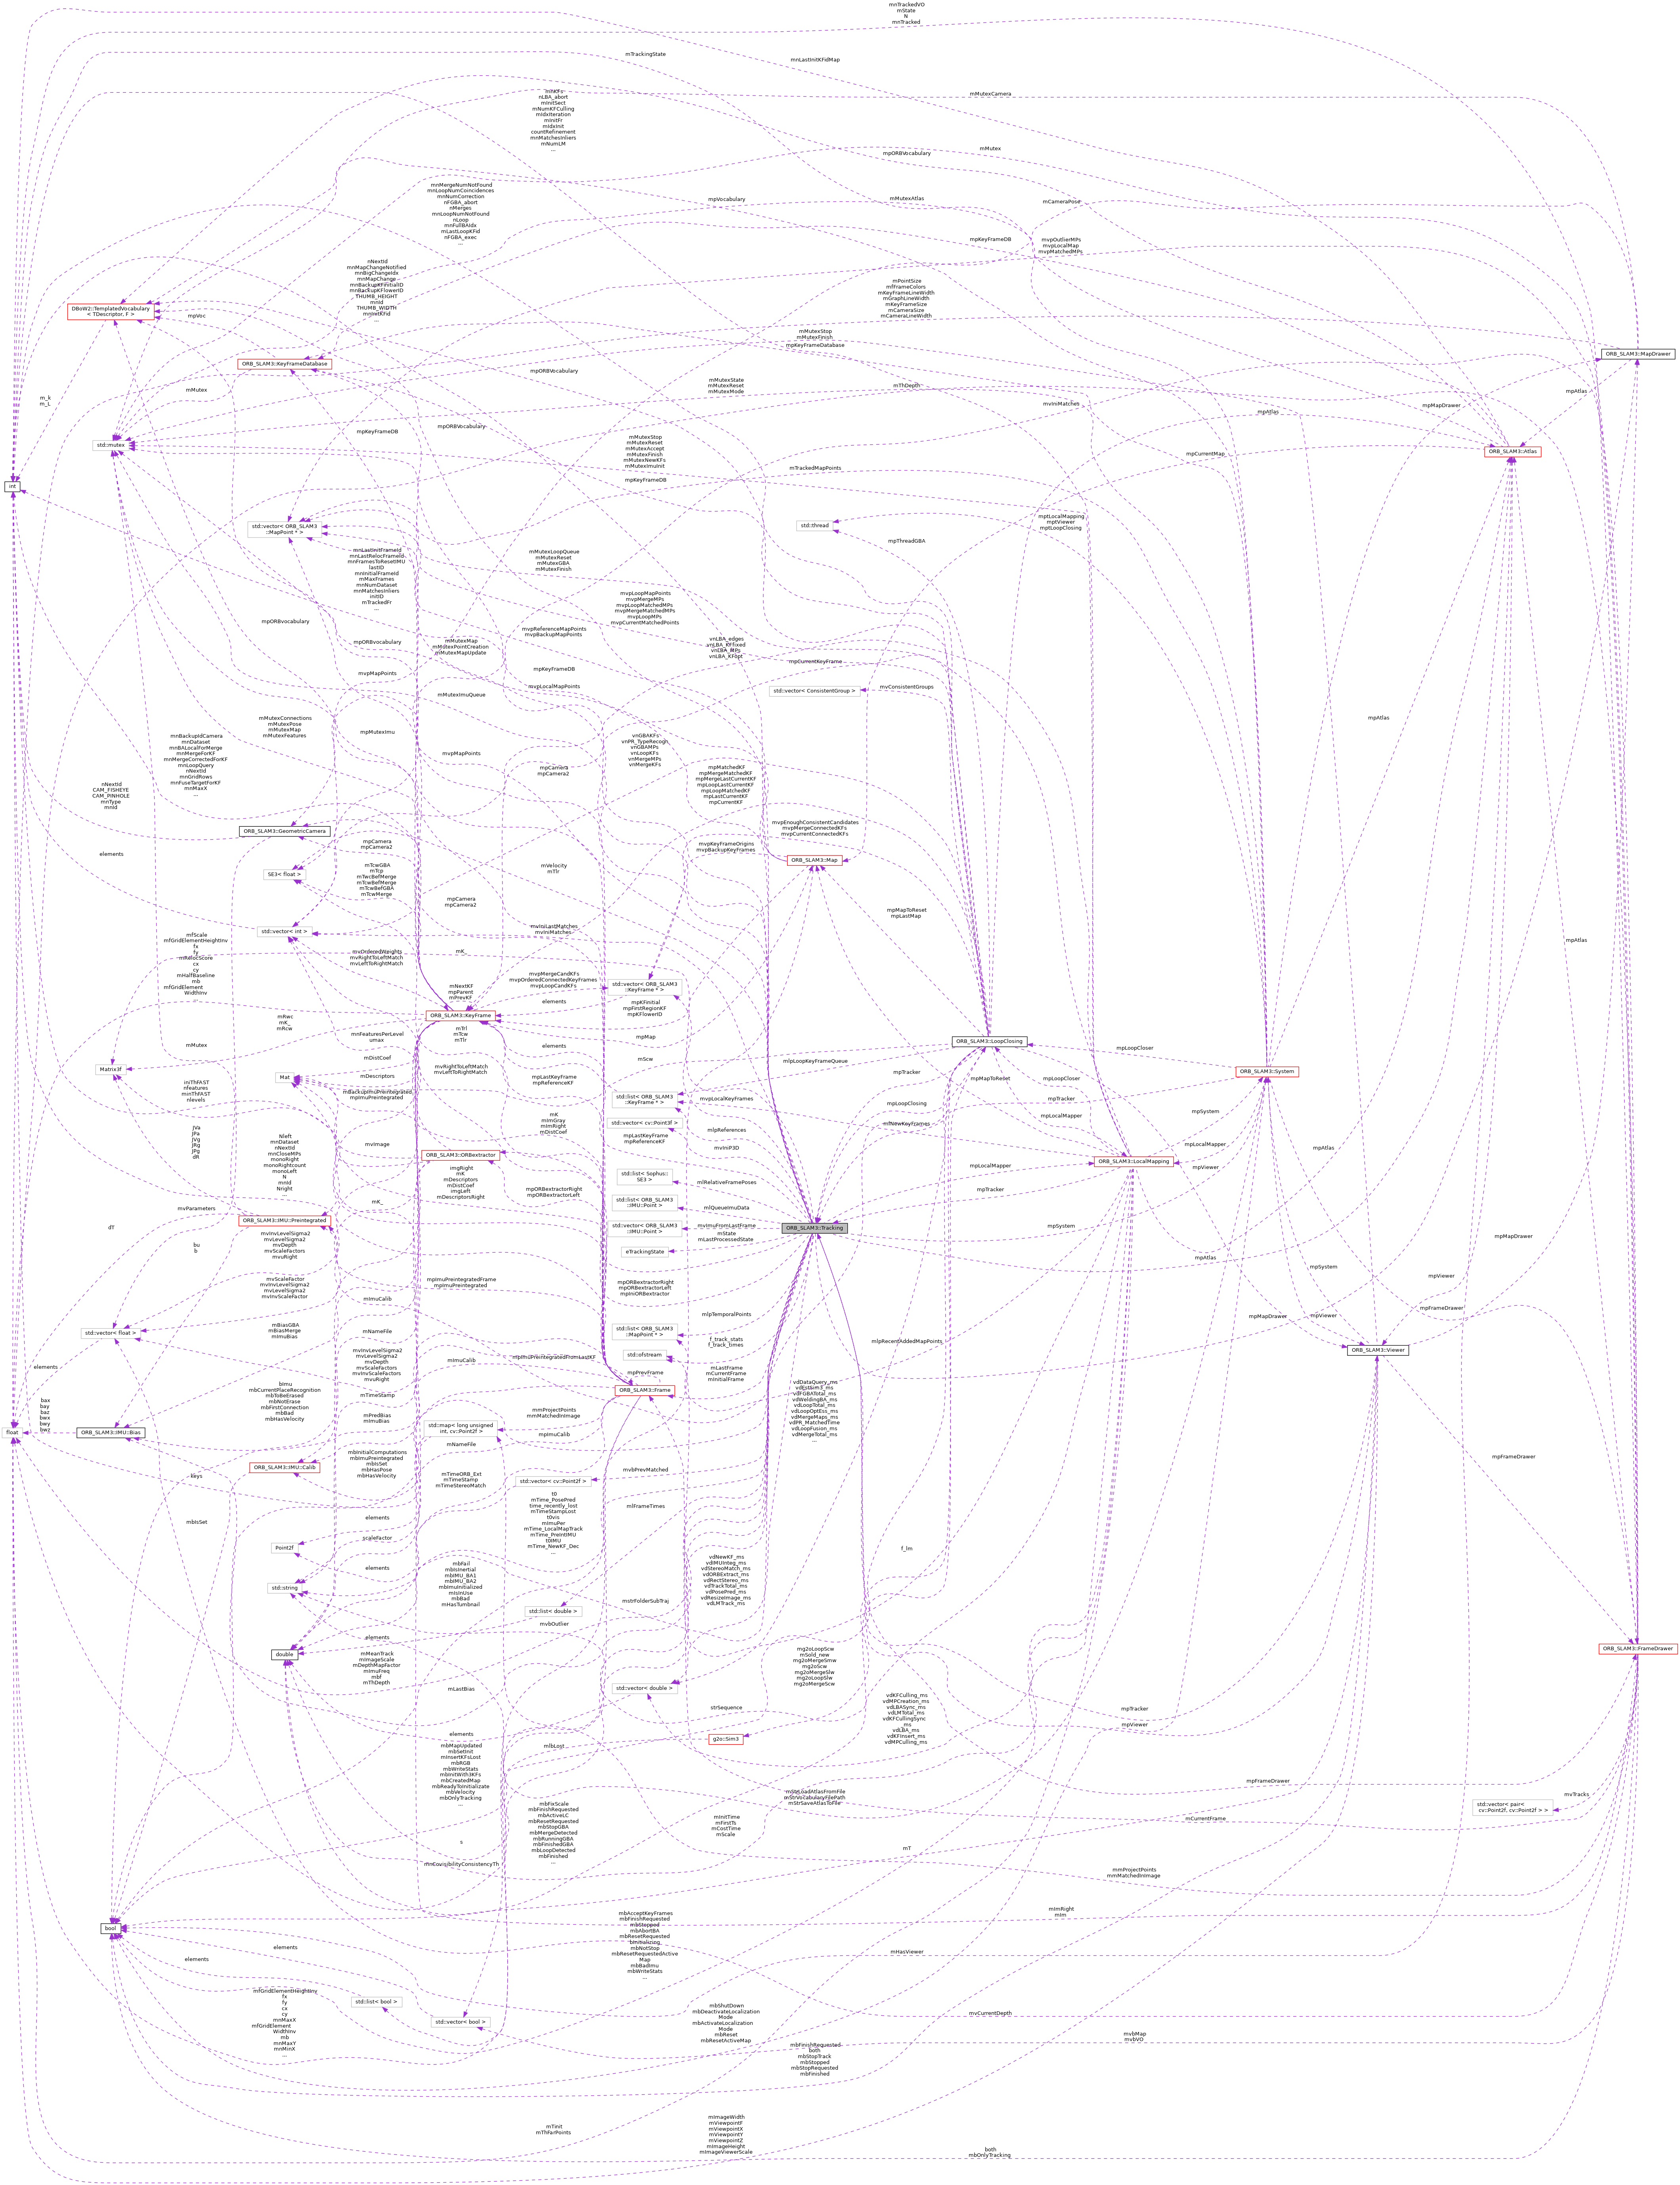 mnTrackedVO
mState
N
mnTracked
mTrackingState
mnLastInitKFidMap
mMutexCamera
mnKFs
nLBA_abort
mInitSect
mNumKFCulling
mIdxIteration
mInitFr
mIdxInit
countRefinement
mnMatchesInliers
mNumLM
...
mpORBVocabulary
mMutex
mnMergeNumNotFound
mnLoopNumCoincidences
mnNumCorrection
nFGBA_abort
nMerges
mnLoopNumNotFound
nLoop
mnFullBAIdx
mLastLoopKFid
nFGBA_exec
...
mpVocabulary
mMutexAtlas
mCameraPose
mpKeyFrameDB
mvpOutlierMPs
mvpLocalMap
mvpMatchedMPs
nNextId
mnMapChangeNotified
mnBigChangeIdx
mnMapChange
mnBackupKFinitialID
mnBackupKFlowerID
THUMB_HEIGHT
mnId
THUMB_WIDTH
mnInitKFid
...
mPointSize
mfFrameColors
mKeyFrameLineWidth
mGraphLineWidth
mKeyFrameSize
mCameraSize
mCameraLineWidth
DBoW2::TemplatedVocabulary
< TDescriptor, F >
mpVoc
mMutexStop
mMutexFinish
mpKeyFrameDatabase
ORB_SLAM3::MapDrawer
ORB_SLAM3::KeyFrameDatabase
mpORBVocabulary
mMutexState
mMutexReset
mMutexMode
mThDepth
mMutex
m_k
m_L
mvIniMatches
mpMapDrawer
mpAtlas
mpAtlas
mpKeyFrameDB
mpORBVocabulary
std::mutex
mMutexStop
mMutexReset
mMutexAccept
mMutexFinish
mMutexNewKFs
mMutexImuInit
mpCurrentMap
ORB_SLAM3::Atlas
mTrackedMapPoints
int
mpKeyFrameDB
std::vector< ORB_SLAM3
::MapPoint * >
std::thread
mptLocalMapping
mptViewer
mptLoopClosing
mpThreadGBA
mnLastInitFrameId
mnLastRelocFrameId
mnFramesToResetIMU
lastID
mnInitialFrameId
mMaxFrames
mnNumDataset
mnMatchesInliers
initID
mTrackedFr
mMutexLoopQueue
mMutexReset
mMutexGBA
mMutexFinish
mvpLoopMapPoints
mvpMergeMPs
mvpLoopMatchedMPs
mvpMergeMatchedMPs
mvpLoopMPs
mvpCurrentMatchedPoints
mpORBvocabulary
mvpReferenceMapPoints
mvpBackupMapPoints
mpORBvocabulary
mMutexMap
mMutexPointCreation
mMutexMapUpdate
vnLBA_edges
vnLBA_KFfixed
vnLBA_MPs
vnLBA_KFopt
mpCurrentKeyFrame
mvpMapPoints
mpKeyFrameDB
mvpLocalMapPoints
mMutexImuQueue
std::vector< ConsistentGroup >
mvConsistentGroups
mMutexConnections
mMutexPose
mMutexMap
mMutexFeatures
mpAtlas
mpMutexImu
mnBackupIdCamera
mnDataset
mnBALocalForMerge
mnMergeForKF
mnMergeCorrectedForKF
mnLoopQuery
nNextId
mnGridRows
mnFuseTargetForKF
mnMaxX
...
vnGBAKFs
vnPR_TypeRecogn
vnGBAMPs
vnLoopKFs
vnMergeMPs
vnMergeKFs
mvpMapPoints
mpCamera
mpCamera2
mpMatchedKF
mpMergeMatchedKF
mpMergeLastCurrentKF
mpLoopLastCurrentKF
mpLoopMatchedKF
mpLastCurrentKF
mpCurrentKF
nNextId
CAM_FISHEYE
CAM_PINHOLE
mnType
mnId
ORB_SLAM3::GeometricCamera
mvpEnoughConsistentCandidates
mvpMergeConnectedKFs
mvpCurrentConnectedKFs
mpCamera
mpCamera2
mvpKeyFrameOrigins
mvpBackupKeyFrames
elements
ORB_SLAM3::Map
SE3< float >
mVelocity
mTlr
mTcwGBA
mTcp
mTwcBefMerge
mTcwBefMerge
mTcwBefGBA
mTcwMerge
mpCamera
mpCamera2
mpMapToReset
mpLastMap
std::vector< int >
mvIniLastMatches
mvIniMatches
mfScale
mfGridElementHeightInv
fx
fy
mRelocScore
cx
cy
mHalfBaseline
mb
mfGridElement
WidthInv
...
mvOrderedWeights
mvRightToLeftMatch
mvLeftToRightMatch
mK_
mpAtlas
mvpMergeCandKFs
mvpOrderedConnectedKeyFrames
mvpLoopCandKFs
std::vector< ORB_SLAM3
::KeyFrame * >
mNextKF
mpParent
mPrevKF
elements
mpKFinitial
mpFirstRegionKF
mpKFlowerID
ORB_SLAM3::KeyFrame
mRwc
mK_
mRcw
mnFeaturesPerLevel
umax
mTrl
mTcw
mTlr
mpMap
ORB_SLAM3::LoopClosing
mMutex
elements
mpLoopCloser
mDistCoef
mScw
mlpLoopKeyFrameQueue
Matrix3f
Mat
mDescriptors
mvRightToLeftMatch
mvLeftToRightMatch
mpLastKeyFrame
mpReferenceKF
mpTracker
mpMapToReset
mpLoopCloser
ORB_SLAM3::System
iniThFAST
nfeatures
minThFAST
nlevels
mBackupImuPreintegrated
mpImuPreintegrated
std::list< ORB_SLAM3
::KeyFrame * >
mvpLocalKeyFrames
mpTracker
mpLoopClosing
mpLocalMapper
mpSystem
mK
mImGray
mImRight
mDistCoef
std::vector< cv::Point3f >
mlNewKeyFrames
mlpReferences
JVa
JPa
JVg
JRg
JPg
dR
Nleft
mnDataset
nNextId
mnCloseMPs
monoRight
monoRightcount
monoLeft
N
mnId
Nright
mvImage
mpLastKeyFrame
mpReferenceKF
mvIniP3D
mpLocalMapper
mpAtlas
ORB_SLAM3::ORBextractor
ORB_SLAM3::LocalMapping
mpLocalMapper
mpViewer
imgRight
mK
mDescriptors
mDistCoef
imgLeft
mDescriptorsRight
std::list< Sophus::
SE3 >
mlRelativeFramePoses
mpORBextractorRight
mpORBextractorLeft
mpTracker
mK_
std::list< ORB_SLAM3
::IMU::Point >
mlQueueImuData
mvParameters
ORB_SLAM3::IMU::Preintegrated
dT
std::vector< ORB_SLAM3
::IMU::Point >
mvImuFromLastFrame
ORB_SLAM3::Tracking
mState
mLastProcessedState
mvInvLevelSigma2
mvLevelSigma2
mvDepth
mvScaleFactors
mvuRight
bu
b
eTrackingState
mpSystem
mpAtlas
mpSystem
mpMapDrawer
mvScaleFactor
mvInvLevelSigma2
mvLevelSigma2
mvInvScaleFactor
mpImuPreintegratedFrame
mpImuPreintegrated
mpORBextractorRight
mpORBextractorLeft
mpIniORBextractor
mpViewer
mpFrameDrawer
mImuCalib
mBiasGBA
mBiasMerge
mImuBias
mlpTemporalPoints
mpMapDrawer
mpViewer
std::vector< float >
std::list< ORB_SLAM3
::MapPoint * >
mNameFile
f_track_stats
f_track_times
mlpRecentAddedMapPoints
std::ofstream
ORB_SLAM3::Viewer
mvInvLevelSigma2
mvLevelSigma2
mvDepth
mvScaleFactors
mvInvScaleFactors
mvuRight
mImuCalib
mpImuPreintegratedFromLastKF
elements
mLastFrame
mCurrentFrame
mInitialFrame
mpPrevFrame
bimu
mbCurrentPlaceRecognition
mbToBeErased
mbNotErase
mbFirstConnection
mbBad
mbHasVelocity
mTimeStamp
ORB_SLAM3::Frame
vdDataQuery_ms
vdEstSim3_ms
vdFGBATotal_ms
vdWeldingBA_ms
vdLoopTotal_ms
vdLoopOptEss_ms
vdMergeMaps_ms
vdPR_MatchedTime
vdLoopFusion_ms
vdMergeTotal_ms
...
bax
bay
baz
bwx
bwy
bwz
mPredBias
mImuBias
mmProjectPoints
mmMatchedInImage
std::map< long unsigned
int, cv::Point2f >
float
ORB_SLAM3::IMU::Bias
mpImuCalib
mNameFile
mbInitialComputations
mbImuPreintegrated
mbIsSet
mbHasPose
mbHasVelocity
mpFrameDrawer
ORB_SLAM3::IMU::Calib
keys
mTimeORB_Ext
mTimeStamp
mTimeStereoMatch
mvbPrevMatched
std::vector< cv::Point2f >
mbIsSet
t0
mTime_PosePred
time_recently_lost
mTimeStampLost
t0vis
mImuPer
mTime_LocalMapTrack
mTime_PreIntIMU
t0IMU
mTime_NewKF_Dec
...
mlFrameTimes
elements
scaleFactor
Point2f
f_lm
elements
mbFail
mbIsInertial
mbIMU_BA1
mbIMU_BA2
mbImuInitialized
mIsInUse
mbBad
mHasTumbnail
vdNewKF_ms
vdIMUInteg_ms
vdStereoMatch_ms
vdORBExtract_ms
vdRectStereo_ms
vdTrackTotal_ms
vdPosePred_ms
vdResizeImage_ms
vdLMTrack_ms
std::string
mstrFolderSubTraj
std::list< double >
mvbOutlier
elements
mg2oLoopScw
mSold_new
mg2oMergeSmw
mg2oScw
mg2oMergeSlw
mg2oLoopSlw
mg2oMergeScw
ORB_SLAM3::FrameDrawer
double
mMeanTrack
mImageScale
mDepthMapFactor
mImuFreq
mbf
mThDepth
mLastBias
std::vector< double >
vdKFCulling_ms
vdMPCreation_ms
vdLBASync_ms
vdLMTotal_ms
vdKFCullingSync
_ms
vdLBA_ms
vdKFInsert_ms
vdMPCulling_ms
strSequence
mpTracker
mpViewer
elements
g2o::Sim3
mbMapUpdated
mbSetInit
mInsertKFsLost
mbRGB
mbWriteStats
mbInitWith3KFs
mbCreatedMap
mbReadyToInitializate
mbVelocity
mbOnlyTracking
...
mlbLost
mpFrameDrawer
mStrLoadAtlasFromFile
mStrVocabularyFilePath
mStrSaveAtlasToFile
mvTracks
std::vector< pair<
cv::Point2f, cv::Point2f > >
mbFixScale
mbFinishRequested
mbActiveLC
mbResetRequested
mbStopGBA
mbMergeDetected
mbRunningGBA
mbFinishedGBA
mbLoopDetected
mbFinished
...
mInitTime
mFirstTs
mCostTime
mScale
mCurrentFrame
s
mT
mnCovisibilityConsistencyTh
mmProjectPoints
mmMatchedInImage
mImRight
mIm
bool
mbAcceptKeyFrames
mbFinishRequested
mbStopped
mbAbortBA
mbResetRequested
bInitializing
mbNotStop
mbResetRequestedActive
Map
mbBadImu
mbWriteStats
elements
mHasViewer
elements
mfGridElementHeightInv
fx
fy
cx
cy
mnMaxX
mfGridElement
WidthInv
mb
mnMaxY
mnMinX
...
std::list< bool >
std::vector< bool >
mbShutDown
mbDeactivateLocalization
Mode
mbActivateLocalization
Mode
mbReset
mbResetActiveMap
mvCurrentDepth
mvbMap
mvbVO
mbFinishRequested
both
mbStopTrack
mbStopped
mbStopRequested
mbFinished
mTinit
mThFarPoints
mImageWidth
mViewpointF
mViewpointX
mViewpointY
mViewpointZ
mImageHeight
mImageViewerScale
both
mbOnlyTracking